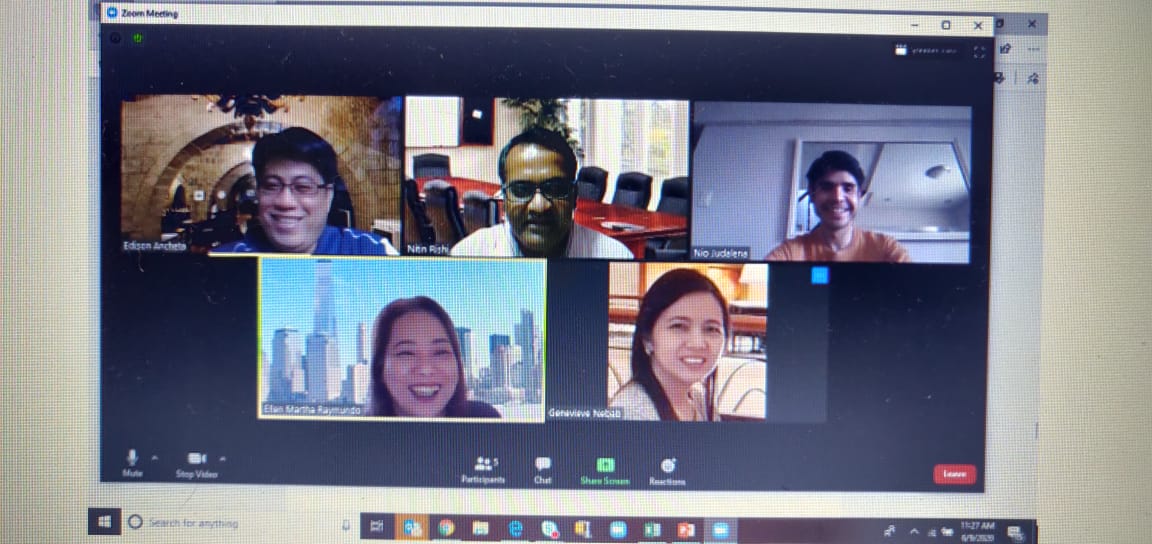 Zoom Meeting
Edison Ancheta
Nitin Rishi
Nio Judalena
Ellen Martha Raymundo
Genevieve Nebab
Mute
Stop Video
5
Participants
Chat
Share Screen
Reactions
Leave
Search for anything
11:27 AM